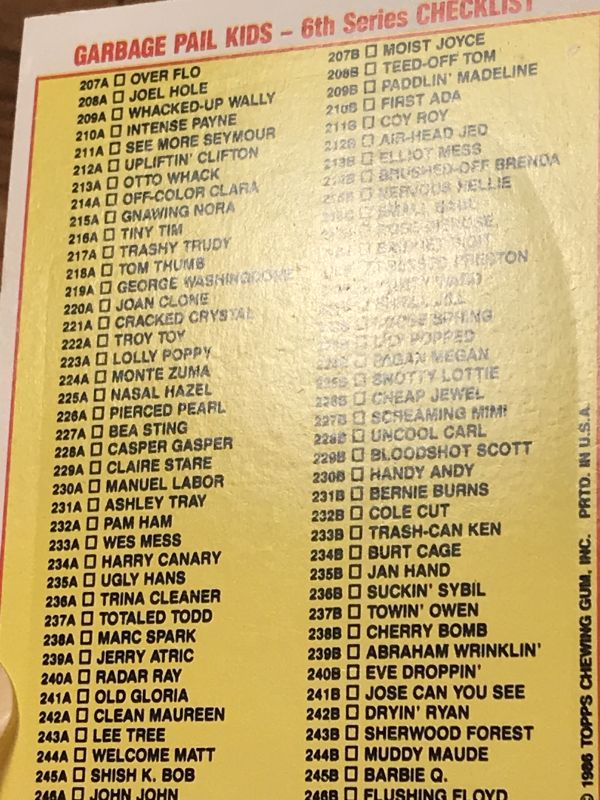 GARBAGE PAIL KIDS - 6th Series CHECKLIST
207A □ OVER FLO
208A □ JOEL HOLE
209A □ WHACKED-UP WALLY
210A □ INTENSE PAYNE
211A □ SEE MORE SEYMOUR
212A □ UPLIFTIN' CLIFTON
213A □ OTTO WHACK
214A □ OFF-COLOR CLARA
215A □ GNAWING NORA
216A □ TINY TIM
217A □ TRASHY TRUDY
218A □ TOM THUMB
219A □ GEORGE WASHINGDONE
220A □ JOAN CLONE
221A □ CRACKED CRYSTAL
222A □ TROY TOY
223A □ LOLLY POPPY
224A □ MONTE ZUMA
225A □ NASAL HAZEL
226A □ PIERCED PEARL
227A □ BEA STING
228A □ CASPER GASPER
229A □ CLAIRE STARE
230A □ MANUEL LABOR
231A □ ASHLEY TRAY
232A □ PAM HAM
233A □ WES MESS
234A □ HARRY CANARY
235A □ UGLY HANS
236A □ TRINA CLEANER
237A □ TOTALED TODD
238A □ MARC SPARK
239A □ JERRY ATRIC
240A □ RADAR RAY
241A □ OLD GLORIA
242A □ CLEAN MAUREEN
243A □ LEE TREE
244A □ WELCOME MATT
245A □ SHISH K. BOB
246A □ JOHN JOHN
207B □ MOIST JOYCE
208B □ TEED-OFF TOM
209B □ PADDLIN' MADELINE
210B □ FIRST ADA
211B □ COY ROY
212B □ AIR-HEAD JED
213B □ ELLIOT MESS
□ BRUSHED-OFF BRENDA
□ NERVOUS NELLIE
PRESTON
JILL
POPPED
□ PAGAN MEGAN
□ SNOTTY LOTTIE
226B □ CHEAP JEWEL
227B □ SCREAMING MIMI
228B □ UNCOOL CARL
229B □ BLOODSHOT SCOTT
230B □ HANDY ANDY
231B □ BERNIE BURNS
232B □ COLE CUT
233B □ TRASH-CAN KEN
234B □ BURT CAGE
235B □ JAN HAND
236B □ SUCKIN' SYBIL
237B □ TOWIN' OWEN
238B □ CHERRY BOMB
239B □ ABRAHAM WRINKLIN'
240B □ EVE DROPPIN'
241B □ JOSE CAN YOU SEE
242B □ DRYIN' RYAN
243B □ SHERWOOD FOREST
244B □ MUDDY MAUDE
245B □ BARBIE Q.
246B □ FLUSHING FLOYD
© 1986 TOPPS CHEWING GUM, INC. PRTD. IN U.S.A.